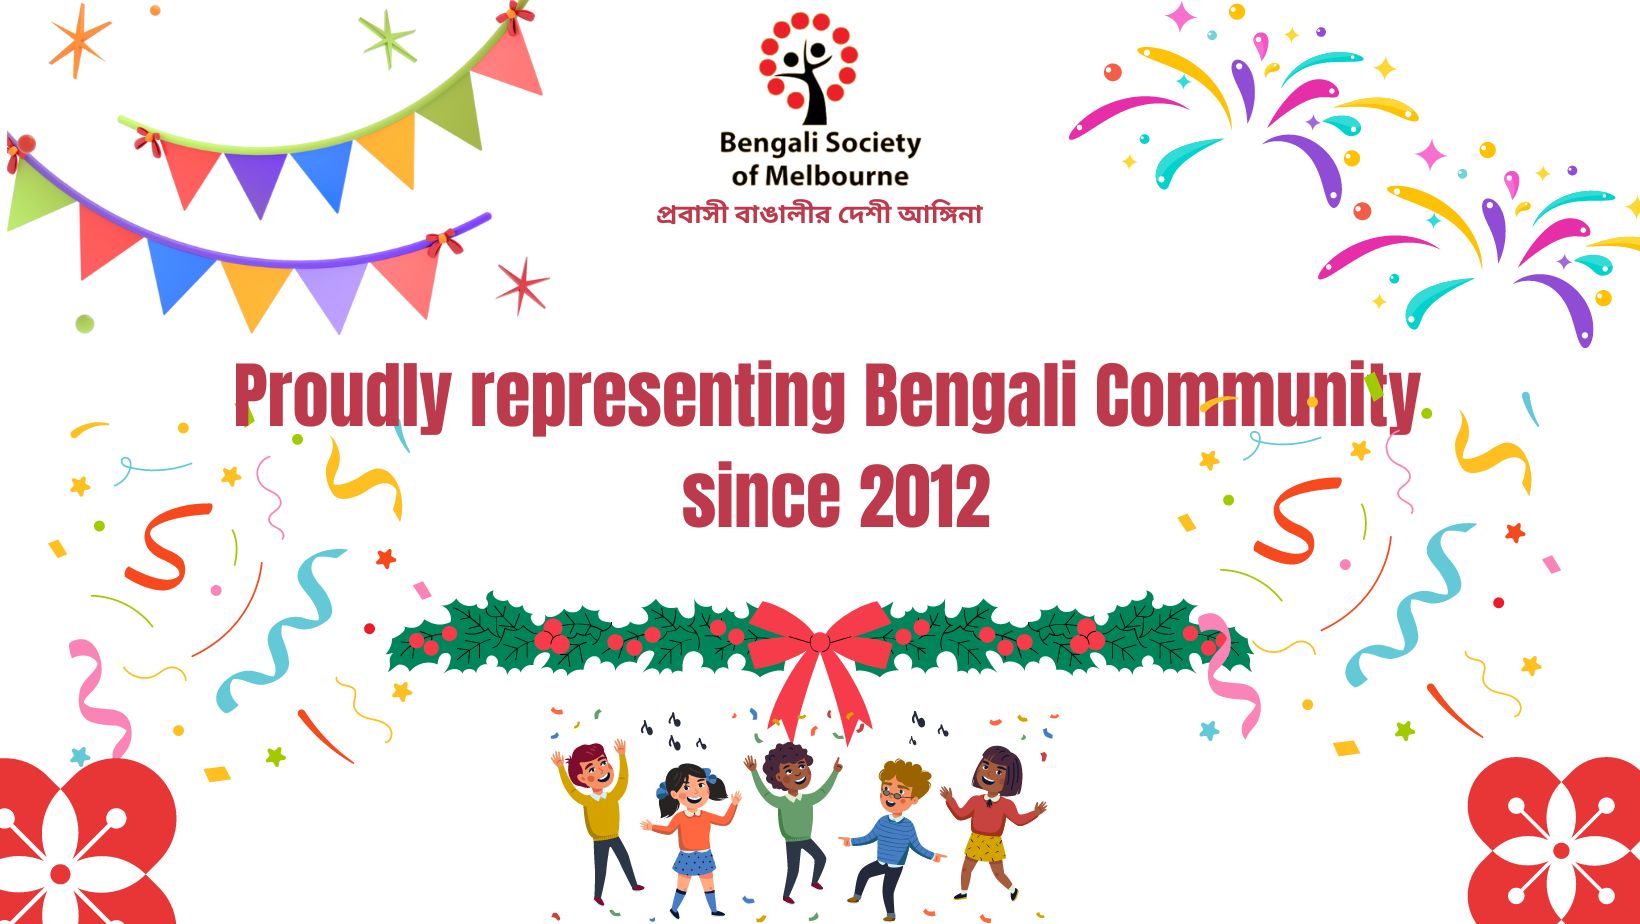 Bengali Society
of Melbourne
প্রবাসী বাঙালীর দেশী আঙ্গিনা
Proudly representing Bengali Community
since 2012